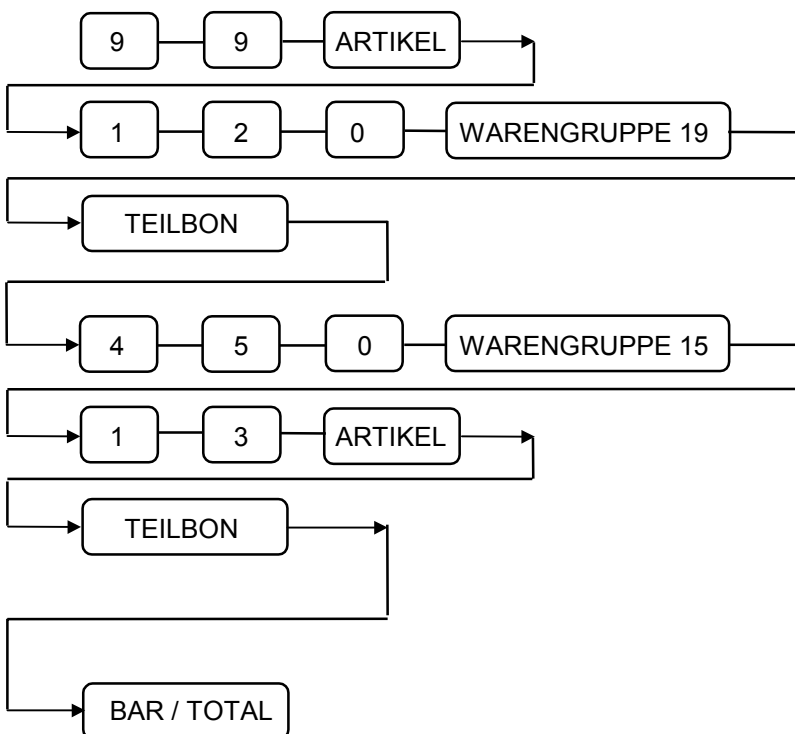 9 9 ARTIKEL
1 2 0 WARENGRUPPE 19
TEILBON
4 5 0 WARENGRUPPE 15
1 3 ARTIKEL
TEILBON
BAR / TOTAL